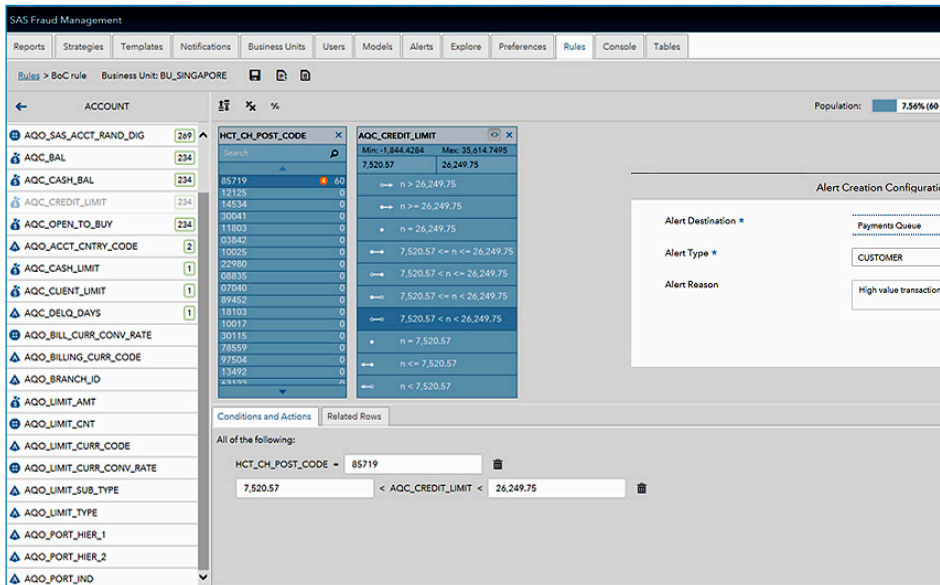 SAS Fraud Management
Reports Strategies Templates Notifications Business Units Users Models Alerts Explore Preferences Rules Console Tables
Rules > BoC rule Business Unit: BU_SINGAPORE
ACCOUNT
Population: 7.56% (60
AQO_SAS_ACCT_RAND_DIG 269
AQC_BAL 234
AQC_CASH_BAL 234
AQC_CREDIT_LIMIT 234
AQC_OPEN_TO_BUY 234
AQO_ACCT_CNTRY_CODE 2
AQC_CASH_LIMIT 1
AQC_CLIENT_LIMIT 1
AQC_DELQ_DAYS 1
AQO_BILL_CURR_CONV_RATE
AQO_BILLING_CURR_CODE
AQO_BRANCH_ID
AQO_LIMIT_AMT
AQO_LIMIT_CNT
AQO_LIMIT_CURR_CODE
AQO_LIMIT_CURR_CONV_RATE
AQO_LIMIT_SUB_TYPE
AQO_LIMIT_TYPE
AQO_PORT_HIER_1
AQO_PORT_HIER_2
AQO_PORT_IND
HCT_CH_POST_CODE
Search
85719 4 60
12125 0
14534 0
30041 0
11803 0
03842 0
10025 0
22980 0
08835 0
07040 0
89452 0
18103 0
10017 0
30115 0
78559 0
97504 0
13492 0
63122 0
AQC_CREDIT_LIMIT
Min: -1,844.4284 Max: 35,614.7495
7,520.57 26,249.75
n > 26,249.75
n >= 26,249.75
n = 26,249.75
7,520.57 <= n <= 26,249.75
7,520.57 < n <= 26,249.75
7,520.57 <= n < 26,249.75
7,520.57 < n < 26,249.75
n = 7,520.57
n <= 7,520.57
n < 7,520.57
Alert Creation Configuratio
Alert Destination * Payments Queue
Alert Type * CUSTOMER
Alert Reason High value transaction
Conditions and Actions Related Rows
All of the following:
HCT_CH_POST_CODE = 85719
7,520.57 < AQC_CREDIT_LIMIT < 26,249.75